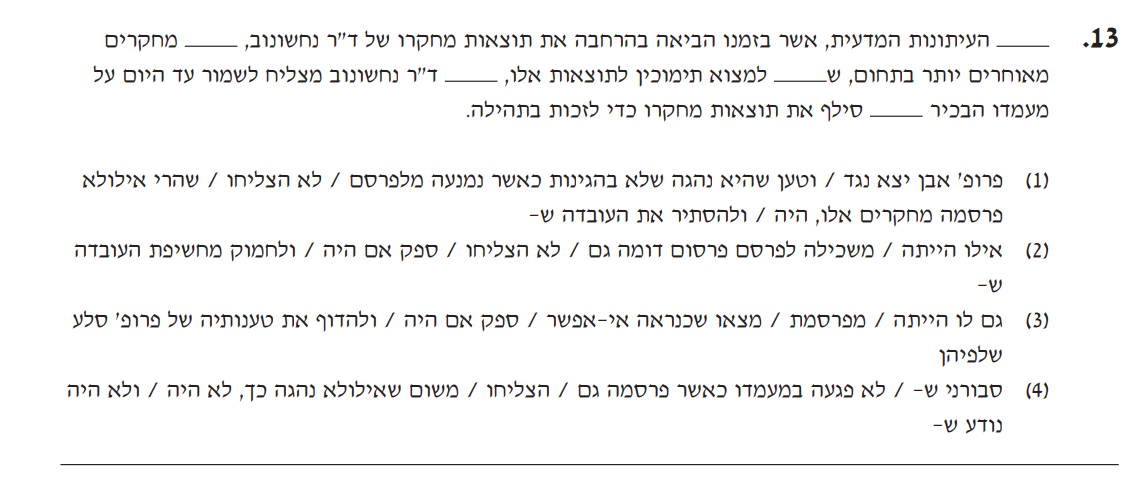 13. _____ העיתונות המדעית, אשר בזמנו הביאה בהרחבה את תוצאות מחקרו של ד"ר נחשונוב, _____ מחקרים
מאוחרים יותר בתחום, ש_____ למצוא תימוכין לתוצאות אלו, _____ ד"ר נחשונוב מצליח לשמור עד היום על
מעמדו הבכיר _____ סילף את תוצאות מחקרו כדי לזכות בתהילה.
(1) פרופ' אבן יצא נגד / וטען שהיא נהגה שלא בהגינות כאשר נמנעה מלפרסם / לא הצליחו / שהרי אילולא
פרסמה מחקרים אלו, היה / ולהסתיר את העובדה ש-
(2) אילו הייתה / משכילה לפרסם פרסום דומה גם / לא הצליחו / ספק אם היה / ולחמוק מחשיפת העובדה
ש-
(3) גם לו הייתה / מפרסמת / מצאו שכנראה אי-אפשר / ספק אם היה / ולהדוף את טענותיה של פרופ' סלע
שלפיהן
(4) סבורני ש- / לא פגעה במעמדו כאשר פרסמה גם / הצליחו / משום שאילולא נהגה כך, לא היה / ולא היה
נודע ש-